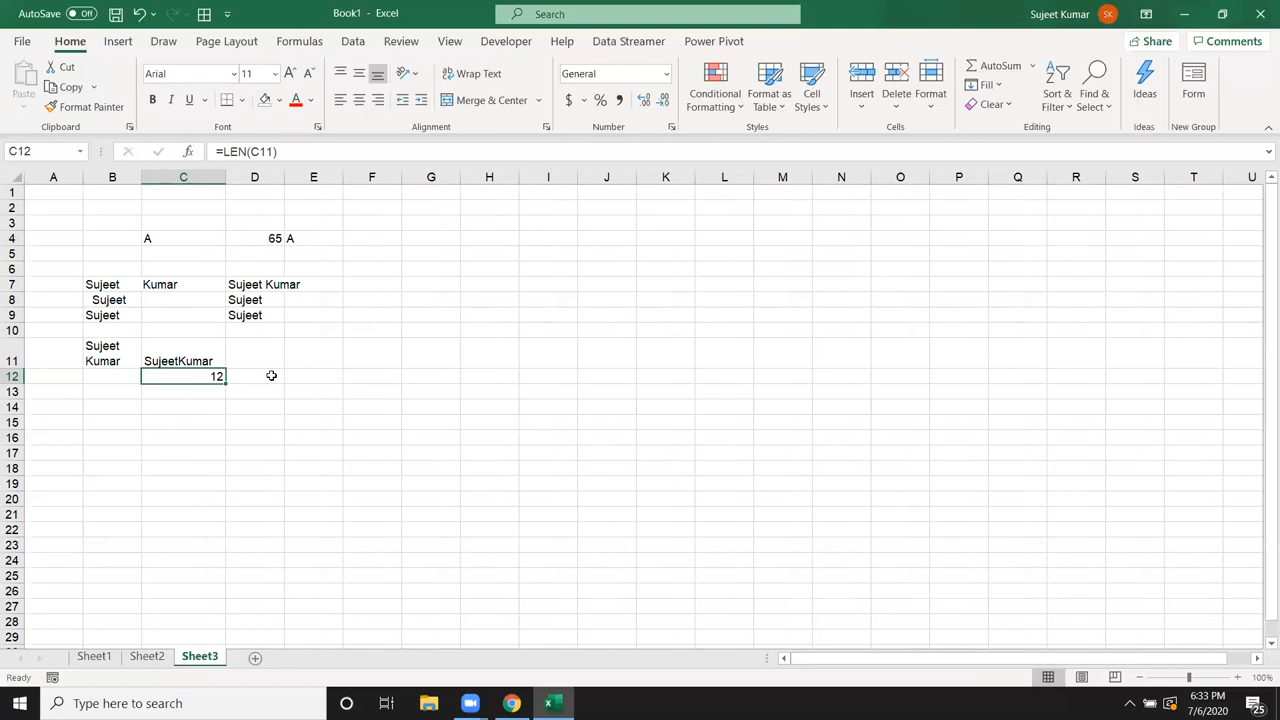 AutoSave Off Book1 - Excel Search Sujeet Kumar SK
File Home Insert Draw Page Layout Formulas Data Review View Developer Help Data Streamer Power Pivot Share Comments
Paste Cut Copy Format Painter
Clipboard
Arial 11
B I U
Font
Wrap Text
Merge & Center
Alignment
General
$ % ,
Number
Conditional Formatting Format as Table Cell Styles
Styles
Insert Delete Format
Cells
AutoSum
Fill
Clear
Sort & Filter Find & Select
Editing
Ideas
Ideas
Form
New Group
C12 fx =LEN(C11)
A B C D E F G H I J K L M N O P Q R S T U
1
2
3
4 A 65 A
5
6
7 Sujeet Kumar Sujeet Kumar
8 Sujeet Sujeet
9 Sujeet Sujeet
10
Sujeet
11 Kumar SujeetKumar
12 12
13
14
15
16
17
18
19
20
21
22
23
24
25
26
27
28
29
Sheet1 Sheet2 Sheet3
Ready 100%
Type here to search 6:33 PM
7/6/2020 25